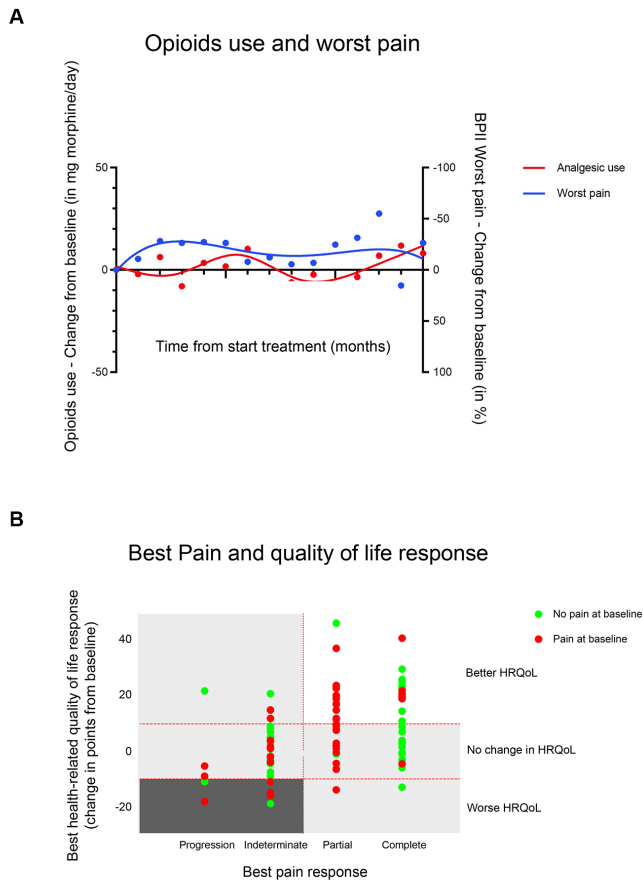 A
Opioids use and worst pain
Opioids use - Change from baseline (in mg morphine/day)
50
0
-50
-100
-50
0
50
100
BPII Worst pain - Change from baseline (in %)
Time from start treatment (months)
Analgesic use
Worst pain
B
Best Pain and quality of life response
Best health-related quality of life response
(change in points from baseline)
40
20
0
-20
No pain at baseline
Pain at baseline
Better HRQoL
No change in HRQoL
Worse HRQoL
Progression Indeterminate Partial Complete
Best pain response